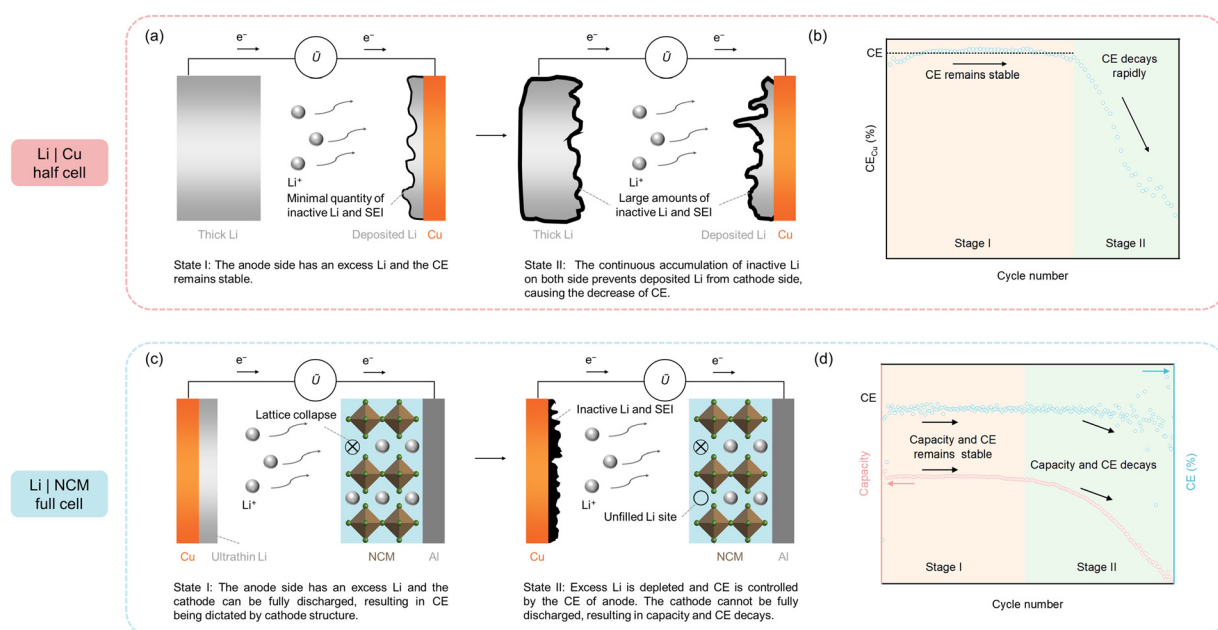 Li | Cu
half cell
(a)
e⁻
Ū
e⁻
Li⁺
Minimal quantity of
inactive Li and SEI
Thick Li
Deposited Li
Cu
State I: The anode side has an excess Li and the CE
remains stable.
e⁻
Ū
e⁻
Li⁺
Large amounts of
inactive Li and SEI
Thick Li
Deposited Li
Cu
State II: The continuous accumulation of inactive Li
on both side prevents deposited Li from cathode side,
causing the decrease of CE.
(b)
CE
CE remains stable
CE decays
rapidly
CE_Cu (%)
Stage I
Stage II
Cycle number
Li | NCM
full cell
(c)
e⁻
Ū
e⁻
Lattice collapse
Li⁺
Cu
Ultrathin Li
NCM
Al
State I: The anode side has an excess Li and the
cathode can be fully discharged, resulting in CE
being dictated by cathode structure.
e⁻
Ū
e⁻
Inactive Li and SEI
Li⁺
Unfilled Li site
Cu
NCM
Al
State II: Excess Li is depleted and CE is controlled
by the CE of anode. The cathode cannot be fully
discharged, resulting in capacity and CE decays.
(d)
CE
Capacity and CE
remains stable
Capacity and CE decays
Capacity
CE (%)
Stage I
Stage II
Cycle number